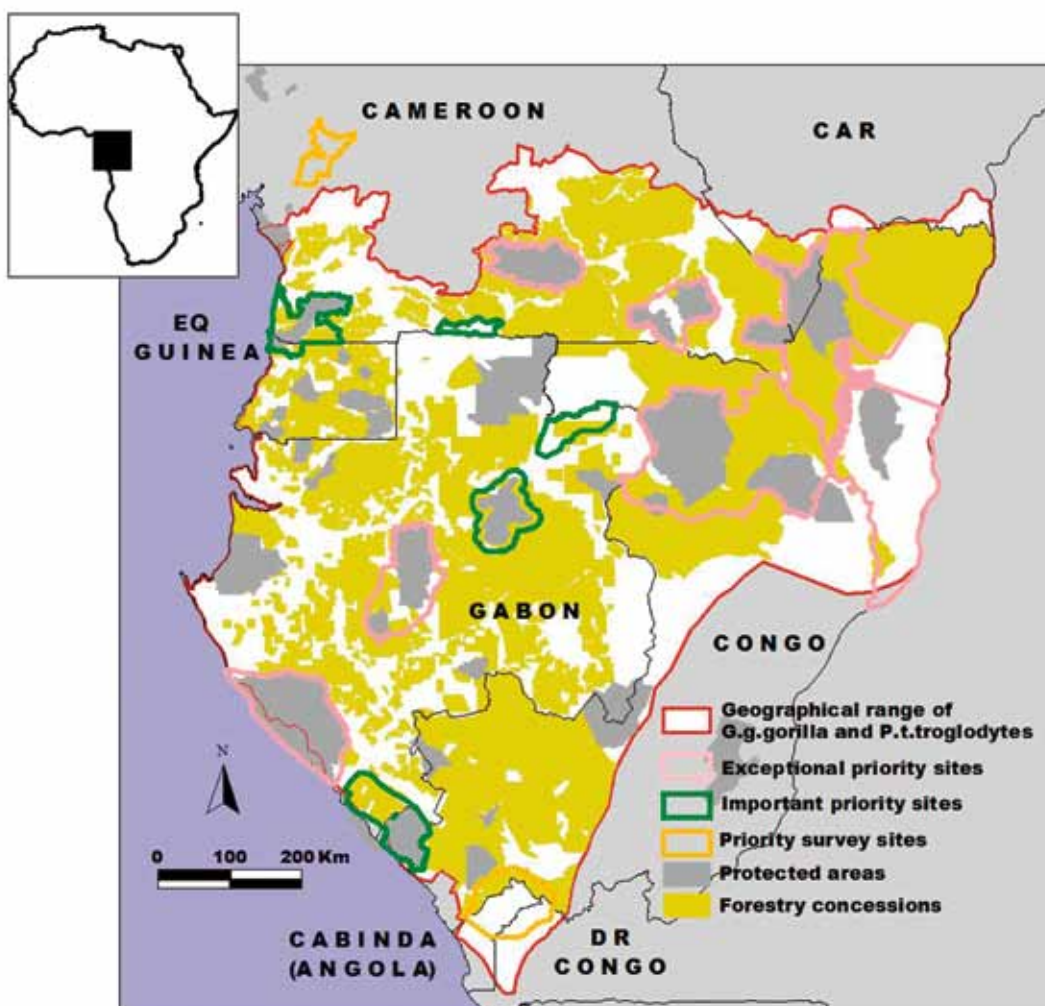 CAMEROON
CAR
EQ
GUINEA
GABON
CONGO
N
0 100 200 Km
CABINDA
(ANGOLA)
DR
CONGO
Geographical range of
G.g.gorilla and P.t.troglodytes
Exceptional priority sites
Important priority sites
Priority survey sites
Protected areas
Forestry concessions